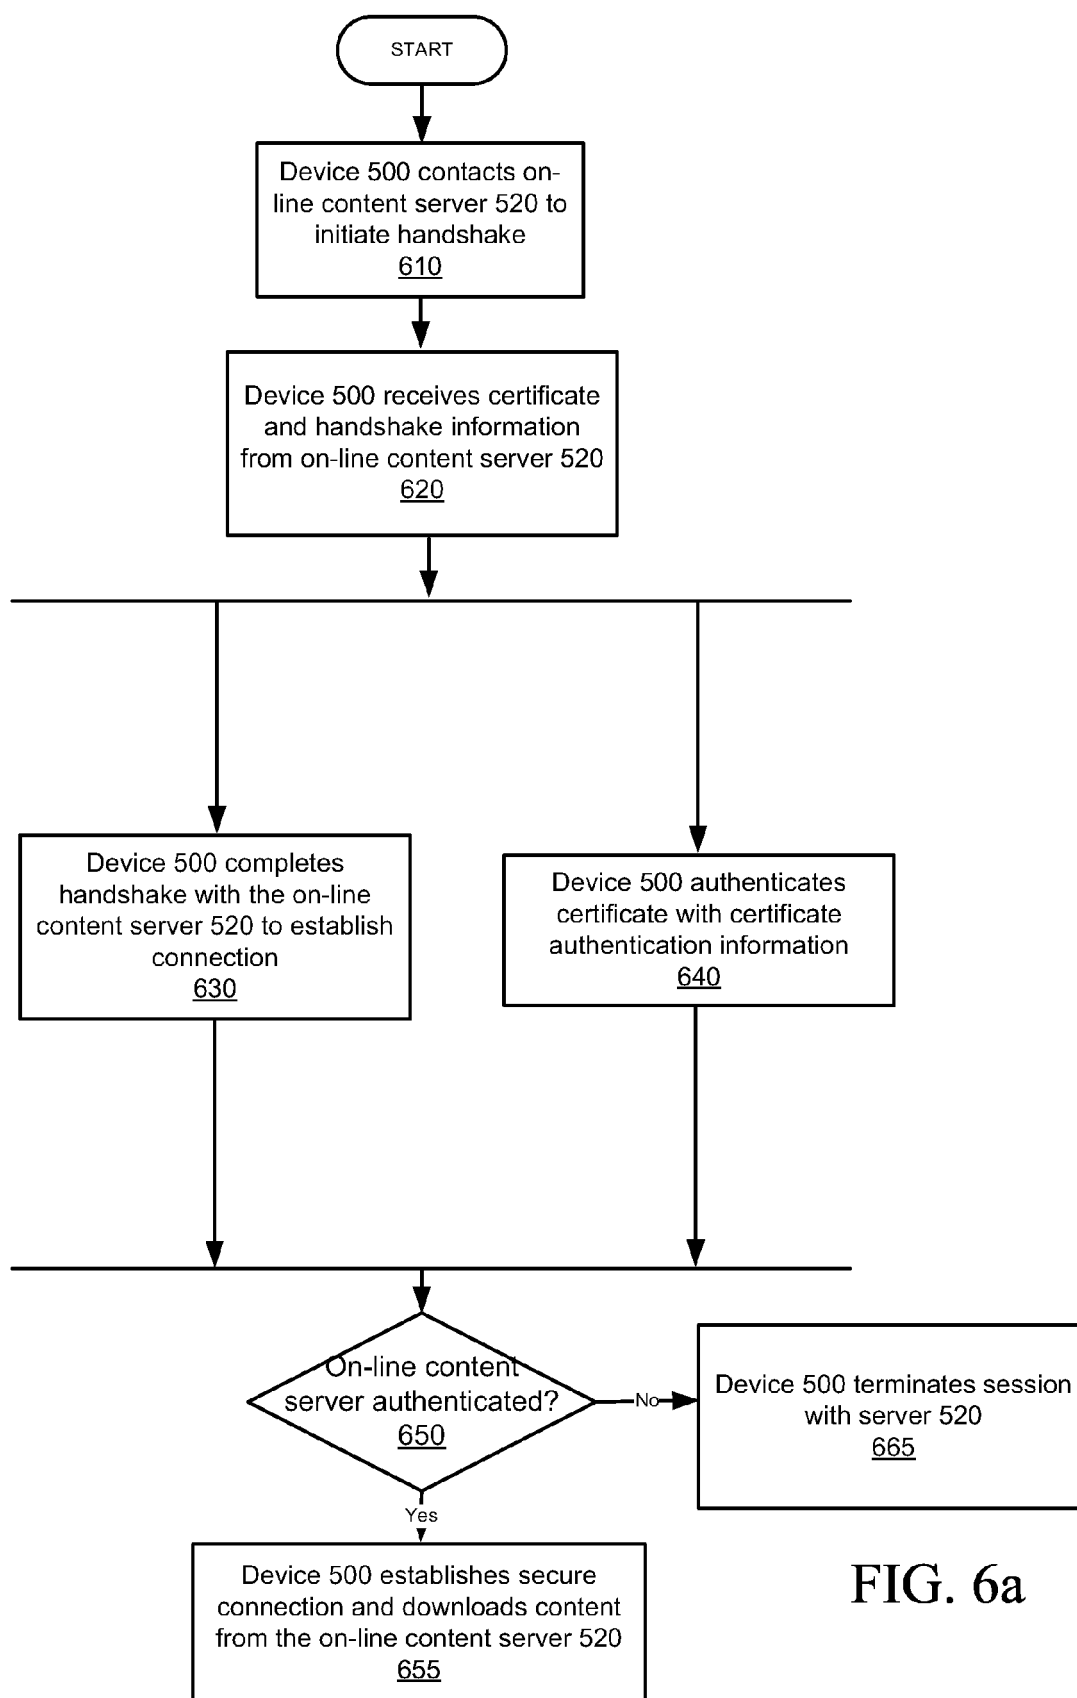 START
Device 500 contacts on-
line content server 520 to
initiate handshake
610
Device 500 receives certificate
and handshake information
from on-line content server 520
620
Device 500 completes
handshake with the on-line
content server 520 to establish
connection
630
Device 500 authenticates
certificate with certificate
authentication information
640
On-line content
server authenticated?
650
No
Device 500 terminates session
with server 520
665
Yes
Device 500 establishes secure
connection and downloads content
from the on-line content server 520
655
FIG. 6a